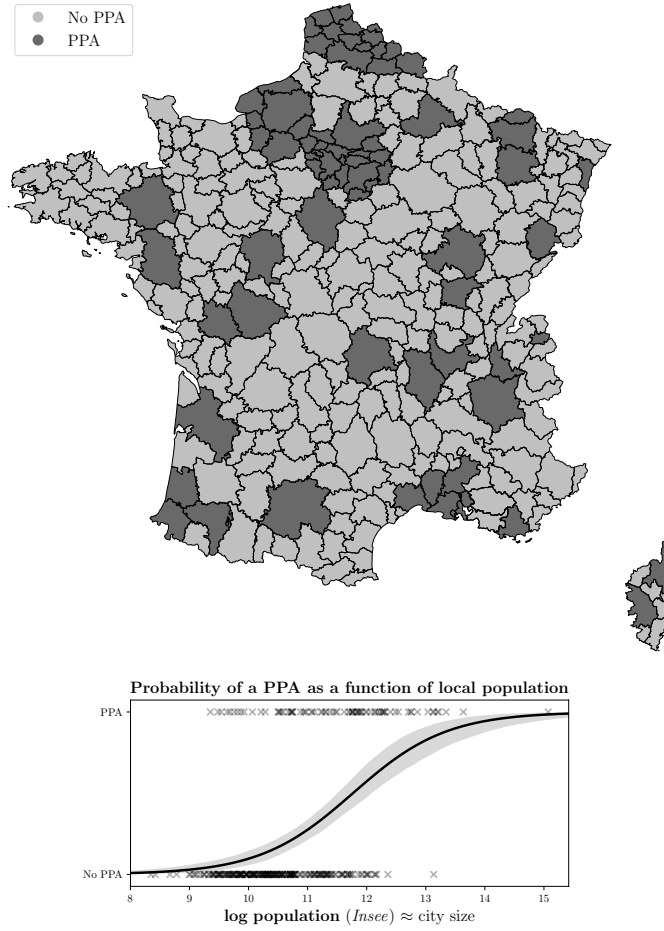 No PPA
PPA
Probability of a PPA as a function of local population
PPA
No PPA
8 9 10 11 12 13 14 15
log population (Insee) ≈ city size